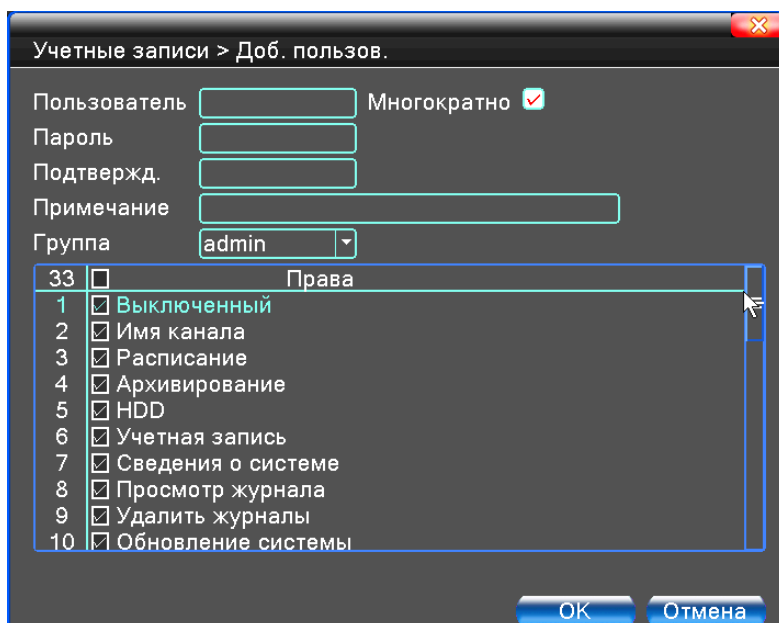 Учетные записи > Доб. пользов.
Пользователь Многократно
Пароль
Подтвержд.
Примечание
Группа admin
33 Права
1 Выключенный
2 Имя канала
3 Расписание
4 Архивирование
5 HDD
6 Учетная запись
7 Сведения о системе
8 Просмотр журнала
9 Удалить журналы
10 Обновление системы
OK Отмена